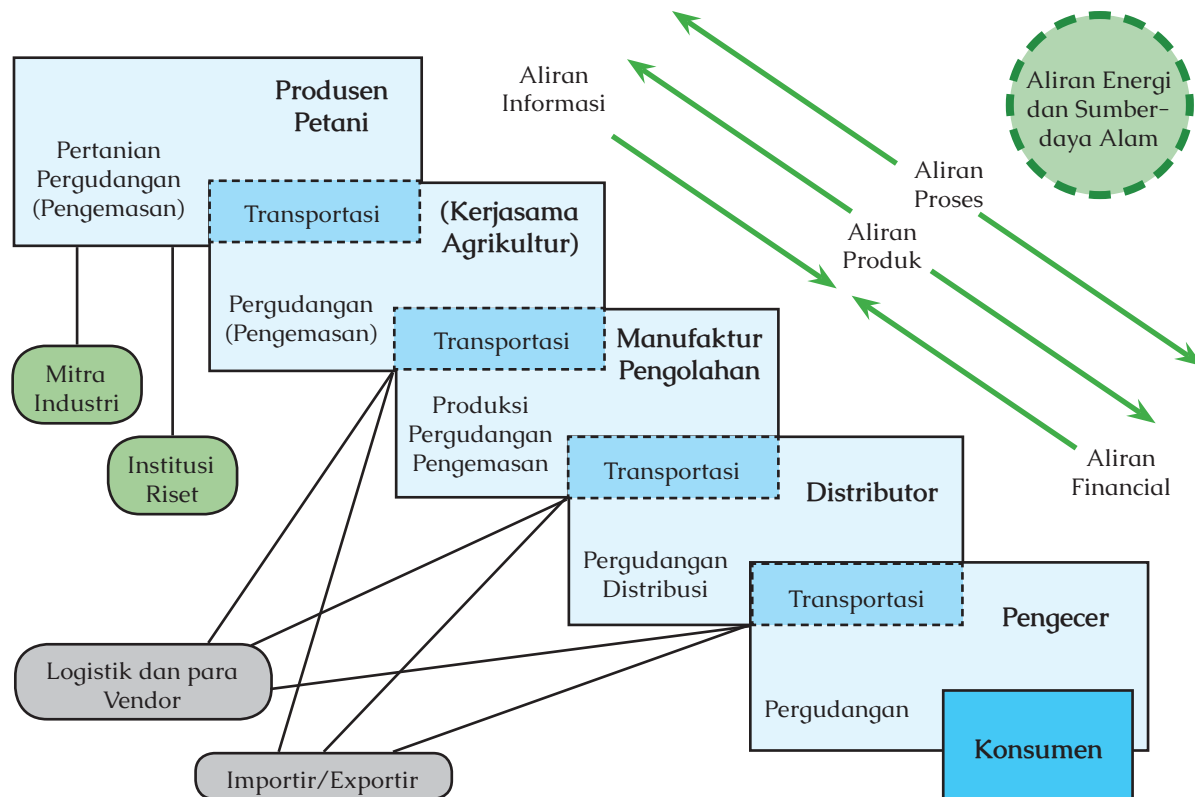 Produsen
Petani
Pertanian
Pergudangan
(Pengemasan)
Transportasi
(Kerjasama
Agrikultur)
Pergudangan
(Pengemasan)
Transportasi
Manufaktur
Pengolahan
Produksi
Pergudangan
Pengemasan
Transportasi
Distributor
Pergudangan
Distribusi
Transportasi
Pengecer
Pergudangan
Konsumen
Mitra
Industri
Institusi
Riset
Logistik dan para
Vendor
Importir/Exportir
Aliran
Informasi
Aliran
Proses
Aliran
Produk
Aliran
Financial
Aliran Energi
dan Sumber-
daya Alam